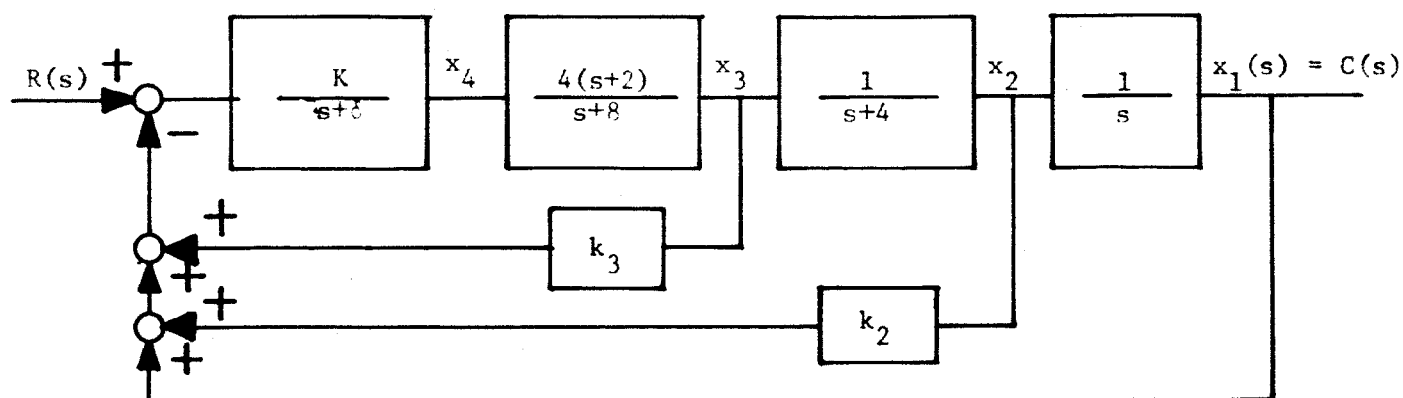 R(s) + − K x₄ 4(s+2) x₃ 1 x₂ 1 x₁(s) = C(s)
s+8 s+4 s
+ k₃
+
+ k₂
+